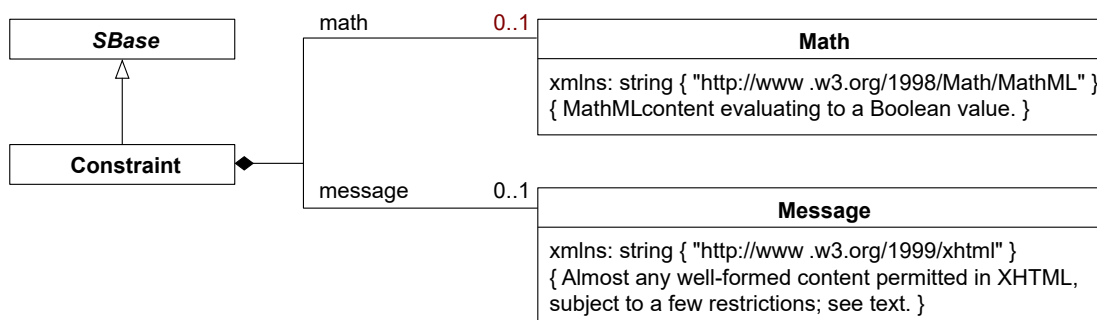 math 0..1
SBase
Math
xmlns: string { "http://www .w3.org/1998/Math/MathML" }
{ MathMLcontent evaluating to a Boolean value. }
Constraint
message 0..1
Message
xmlns: string { "http://www .w3.org/1999/xhtml" }
{ Almost any well-formed content permitted in XHTML,
subject to a few restrictions; see text. }